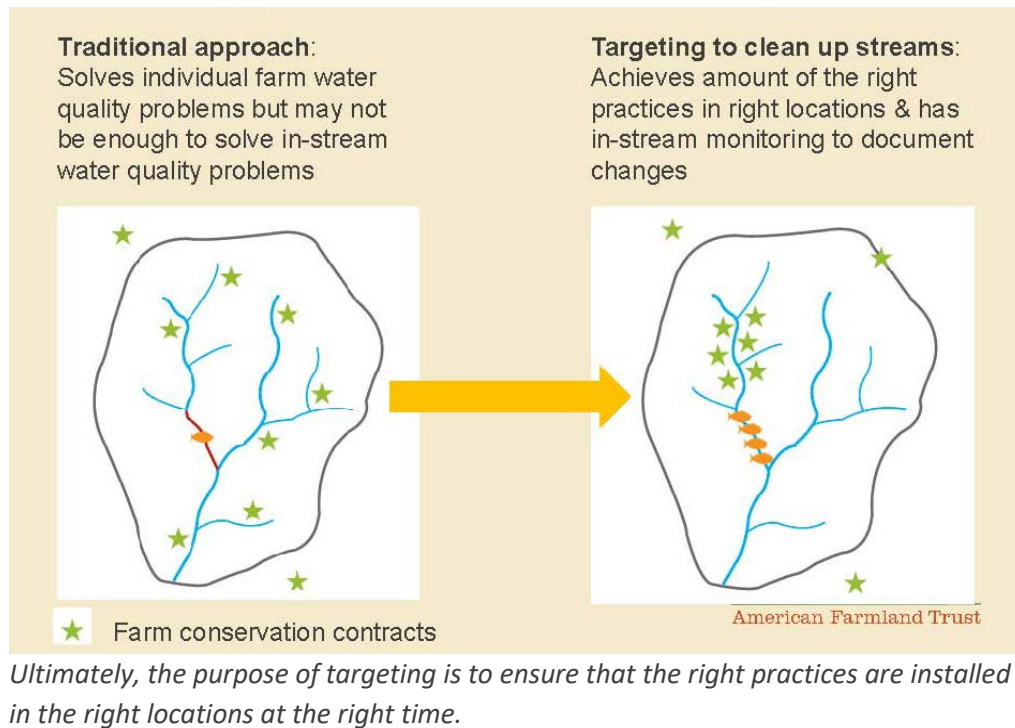 Traditional approach:
Solves individual farm water
quality problems but may not
be enough to solve in-stream
water quality problems
Targeting to clean up streams:
Achieves amount of the right
practices in right locations & has
in-stream monitoring to document
changes
American Farmland Trust
Farm conservation contracts
Ultimately, the purpose of targeting is to ensure that the right practices are installed
in the right locations at the right time.